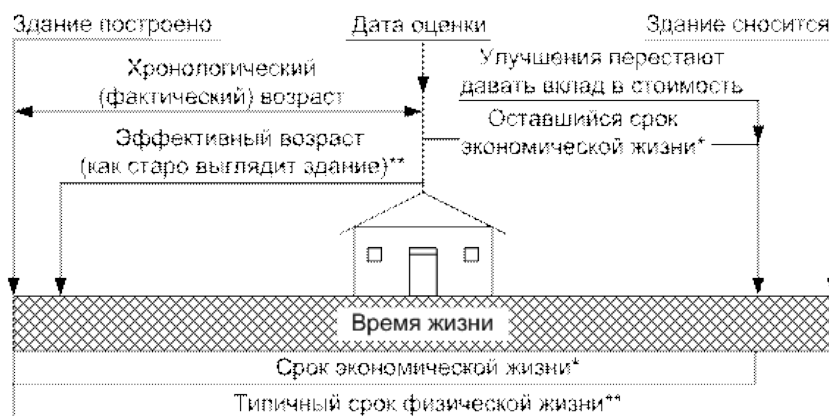 Здание построено
Дата оценки
Здание сносится
Хронологический
(фактический) возраст
Улучшения перестают
давать вклад в стоимость
Эффективный возраст
(как старо выглядит здание)**
Оставшийся срок
экономической жизни*
Время жизни
Срок экономической жизни*
Типичный срок физической жизни**